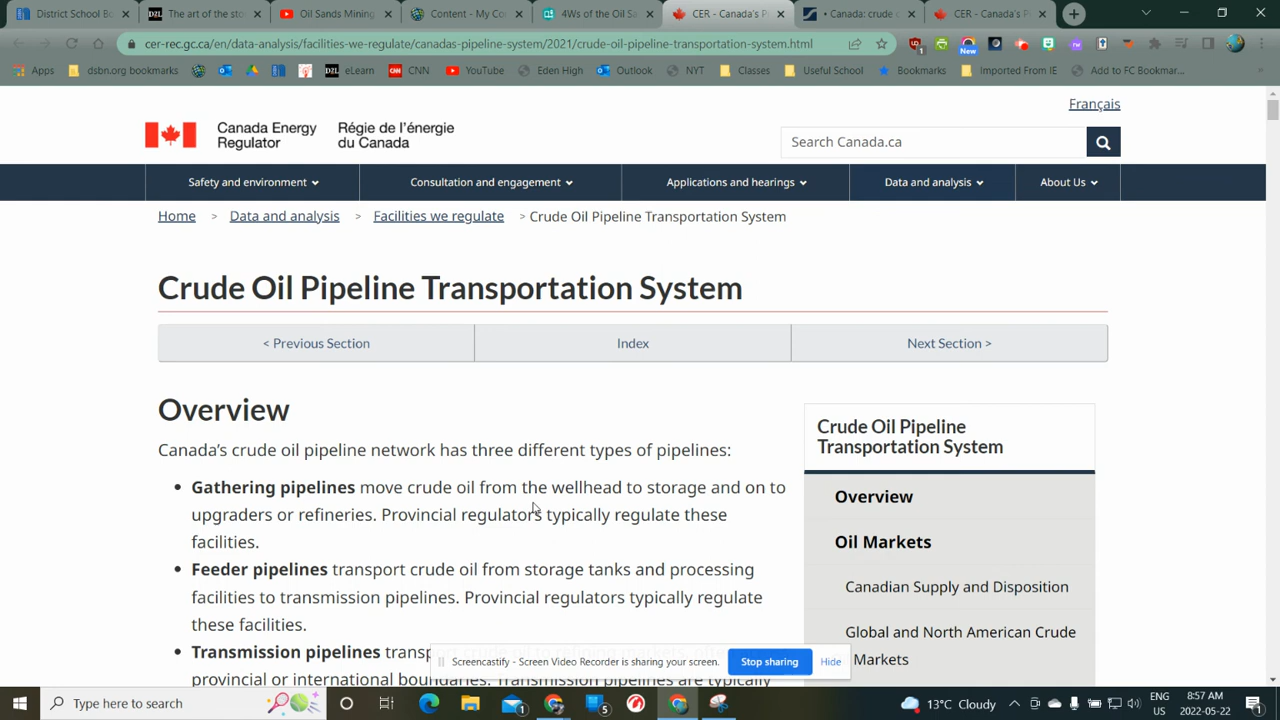 District School Bo
The art of the sto
Oil Sands Mining
Content - My Co
4Ws of the Oil Sa
CER - Canada's P
• Canada: crude o
CER - Canada's P
cer-rec.gc.ca/en/data-analysis/facilities-we-regulate/canadas-pipeline-system/2021/crude-oil-pipeline-transportation-system.html
Apps dsbn.org bookmarks D2L eLearn CNN CNN YouTube Eden High Outlook NYT Classes Useful School Bookmarks Imported From IE Add to FC Bookmar...
Français
Canada Energy Regulator
Régie de l'énergie du Canada
Search Canada.ca
Safety and environment Consultation and engagement Applications and hearings Data and analysis About Us
Home > Data and analysis > Facilities we regulate > Crude Oil Pipeline Transportation System
Crude Oil Pipeline Transportation System
< Previous Section Index Next Section >
Overview
Canada's crude oil pipeline network has three different types of pipelines:
• Gathering pipelines move crude oil from the wellhead to storage and on to
upgraders or refineries. Provincial regulators typically regulate these
facilities.
• Feeder pipelines transport crude oil from storage tanks and processing
facilities to transmission pipelines. Provincial regulators typically regulate
these facilities.
• Transmission pipelines
provincial or international boundaries. Transmission pipelines are typically
Crude Oil Pipeline
Transportation System
Overview
Oil Markets
Canadian Supply and Disposition
Global and North American Crude
Markets
Screencastify - Screen Video Recorder is sharing your screen. Stop sharing Hide
Type here to search
13°C Cloudy
ENG
US
8:57 AM
2022-05-22